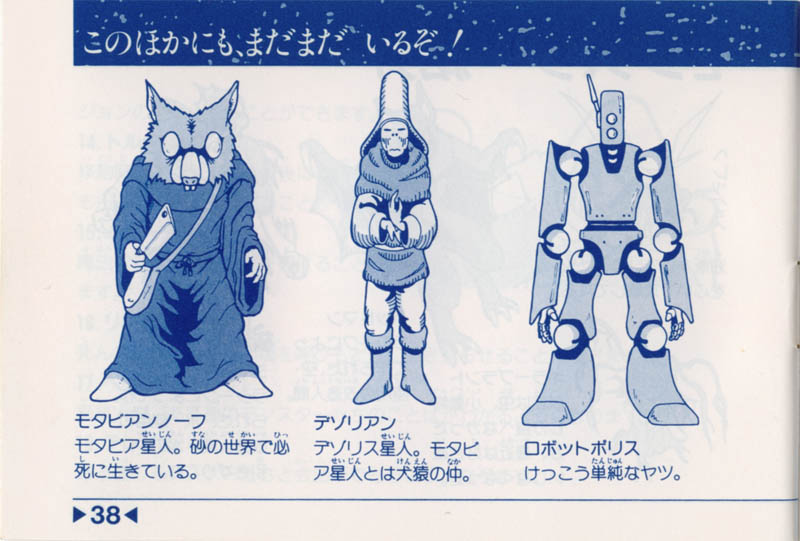 このほかにも、まだまだ いるぞ!
モタビアンノーフ
モタビア星人。砂の世界で必
死に生きている。
デゾリアン
デゾリス星人。モタビ
ア星人とは犬猿の仲。
ロボットポリス
けっこう単純なヤツ。
▶38◀